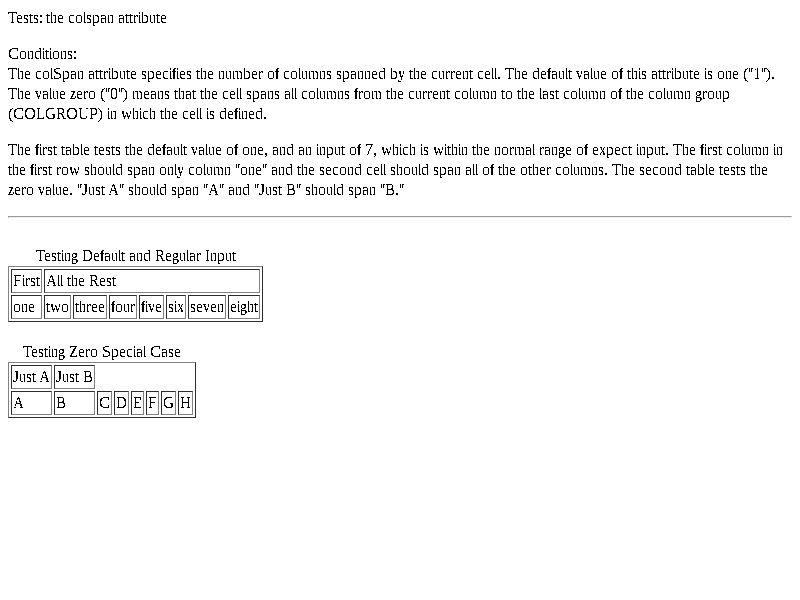 Tests: the colspan attribute
Conditions:
The colSpan attribute specifies the number of columns spanned by the current cell. The default value of this attribute is one ("1").
The value zero ("0") means that the cell spans all columns from the current column to the last column of the column group
(COLGROUP) in which the cell is defined.
The first table tests the default value of one, and an input of 7, which is within the normal range of expect input. The first column in
the first row should span only column "one" and the second cell should span all of the other columns. The second table tests the
zero value. "Just A" should span "A" and "Just B" should span "B."
Testing Default and Regular Input
First All the Rest
one two three four five six seven eight
Testing Zero Special Case
Just A Just B
A B C D E F G H